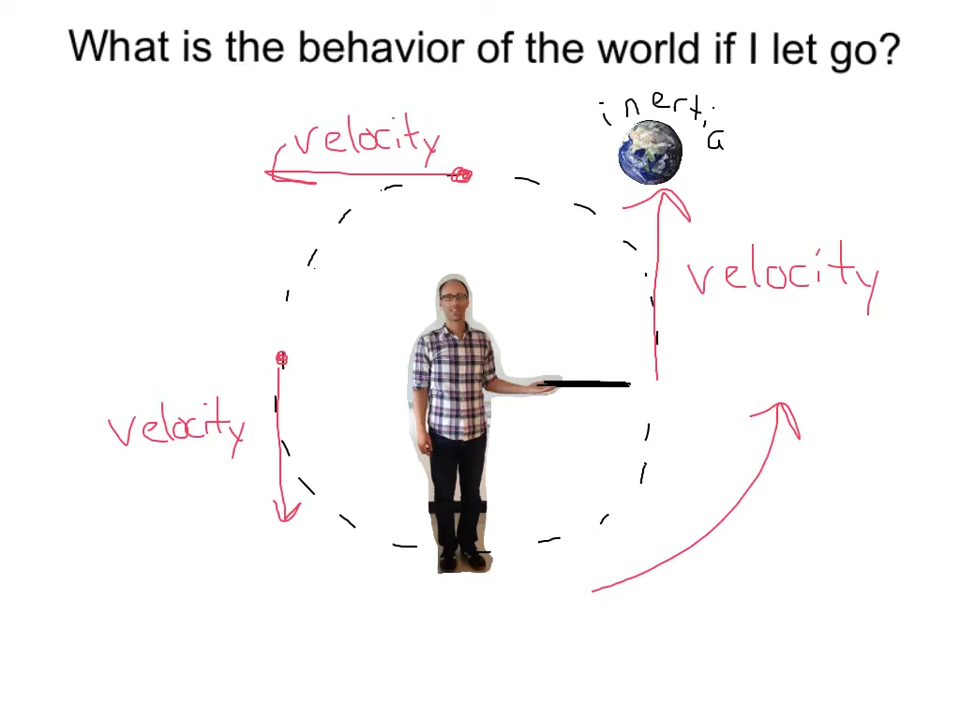 What is the behavior of the world if I let go?
inertia
velocity
velocity
velocity